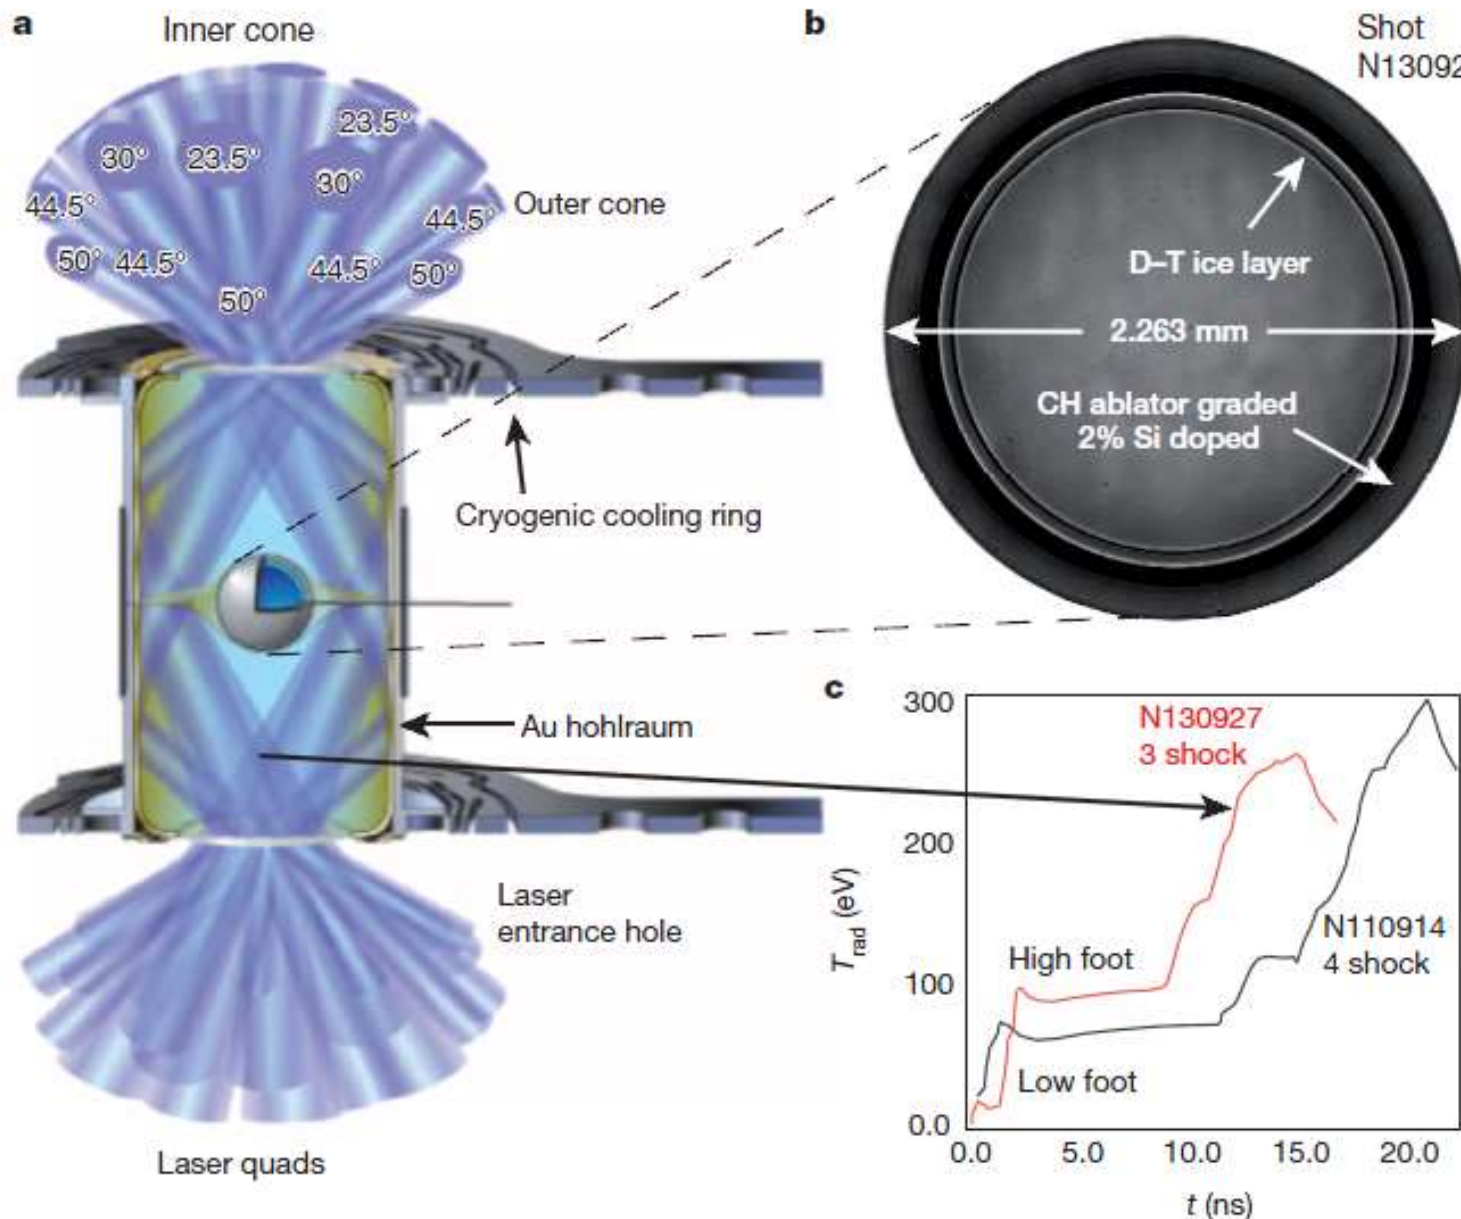 a
Inner cone
23.5°
30°
23.5°
30°
44.5°
44.5°
Outer cone
50°
44.5°
44.5°
50°
50°
Cryogenic cooling ring
Au hohlraum
Laser
entrance hole
Laser quads
b
Shot
N13092
D–T ice layer
2.263 mm
CH ablator graded
2% Si doped
c
300
200
100
0.0
T_rad (eV)
N130927
3 shock
N110914
4 shock
High foot
Low foot
0.0 5.0 10.0 15.0 20.0
t (ns)